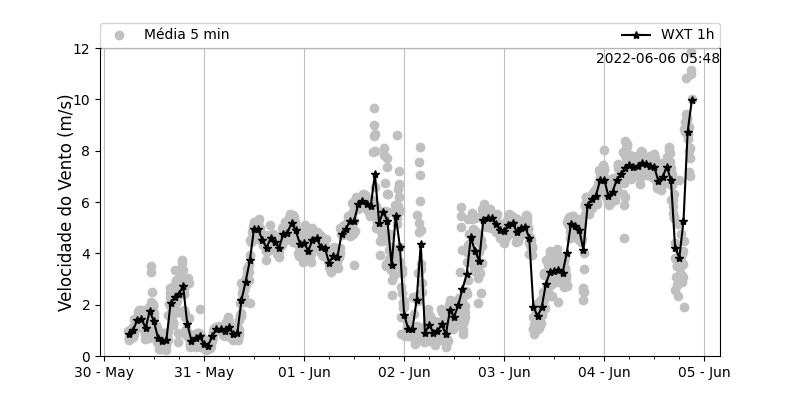 Média 5 min
WXT 1h
2022-06-06 05:48
Velocidade do Vento (m/s)
12
10
8
6
4
2
0
30 - May
31 - May
01 - Jun
02 - Jun
03 - Jun
04 - Jun
05 - Jun